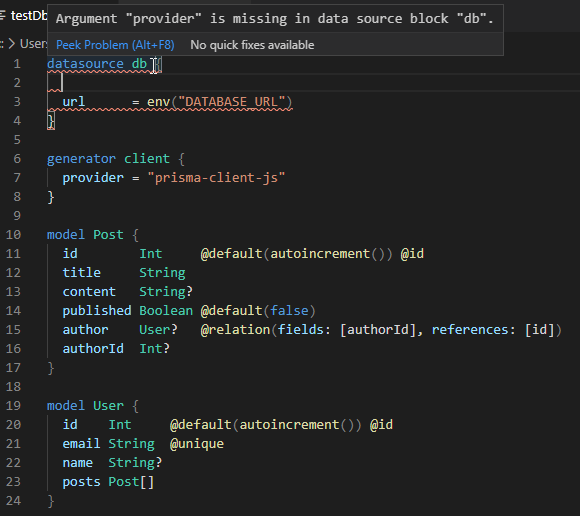 testDb
Argument "provider" is missing in data source block "db".
Peek Problem (Alt+F8) No quick fixes available
: > Users
1 datasource db {
2
3 url = env("DATABASE_URL")
4 }
5
6 generator client {
7 provider = "prisma-client-js"
8 }
9
10 model Post {
11 id Int @default(autoincrement()) @id
12 title String
13 content String?
14 published Boolean @default(false)
15 author User? @relation(fields: [authorId], references: [id])
16 authorId Int?
17 }
18
19 model User {
20 id Int @default(autoincrement()) @id
21 email String @unique
22 name String?
23 posts Post[]
24 }